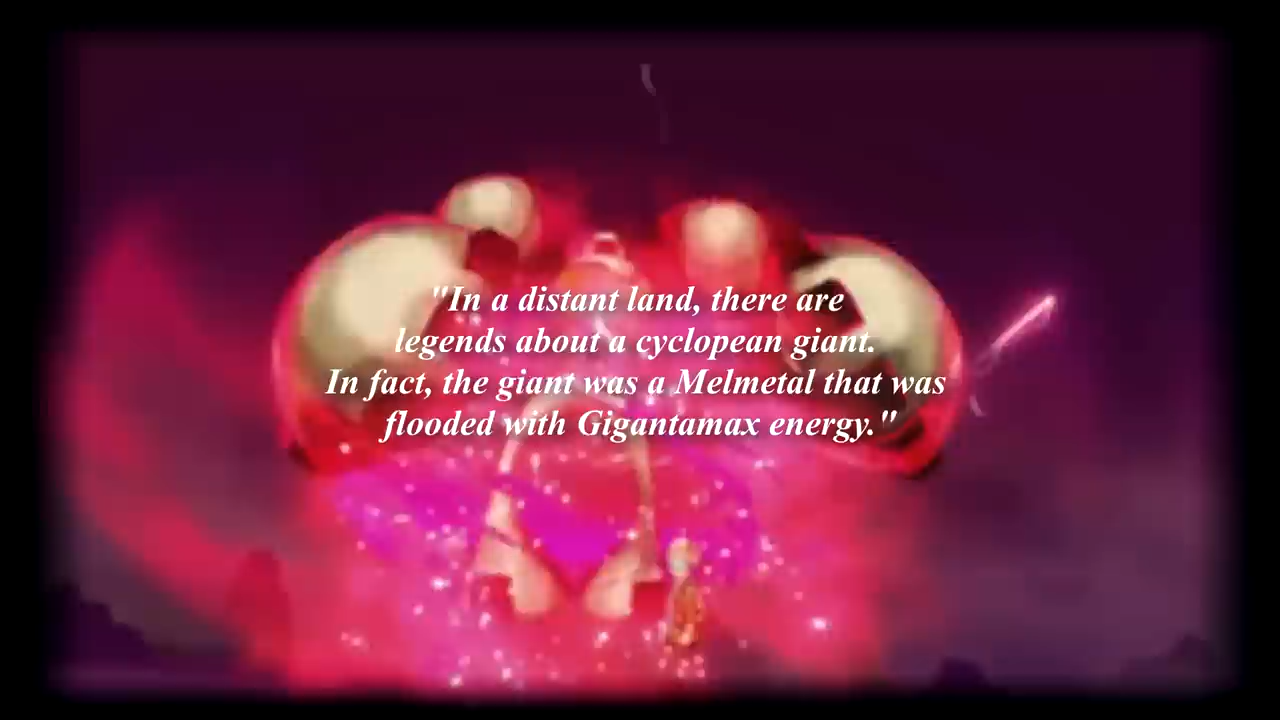 "In a distant land, there are
legends about a cyclopean giant.
In fact, the giant was a Melmetal that was
flooded with Gigantamax energy."